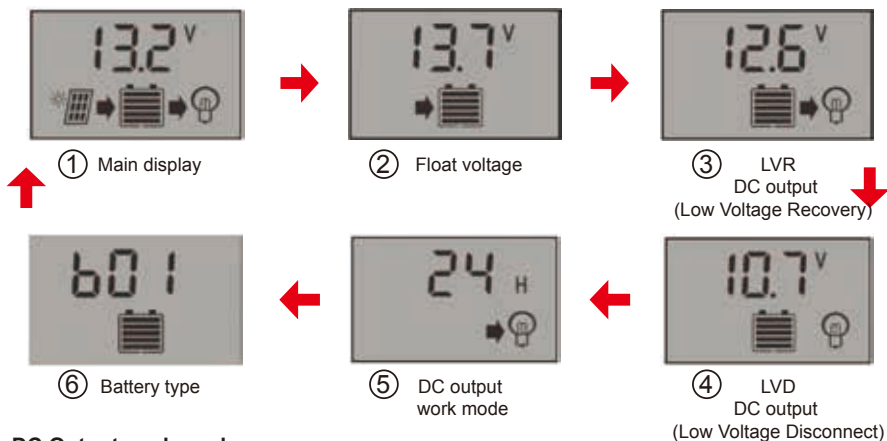 13.2 V
① Main display
13.7 V
② Float voltage
12.6 V
③ LVR
DC output
(Low Voltage Recovery)
10.7 V
④ LVD
DC output
(Low Voltage Disconnect)
24 H
⑤ DC output
work mode
b01
⑥ Battery type